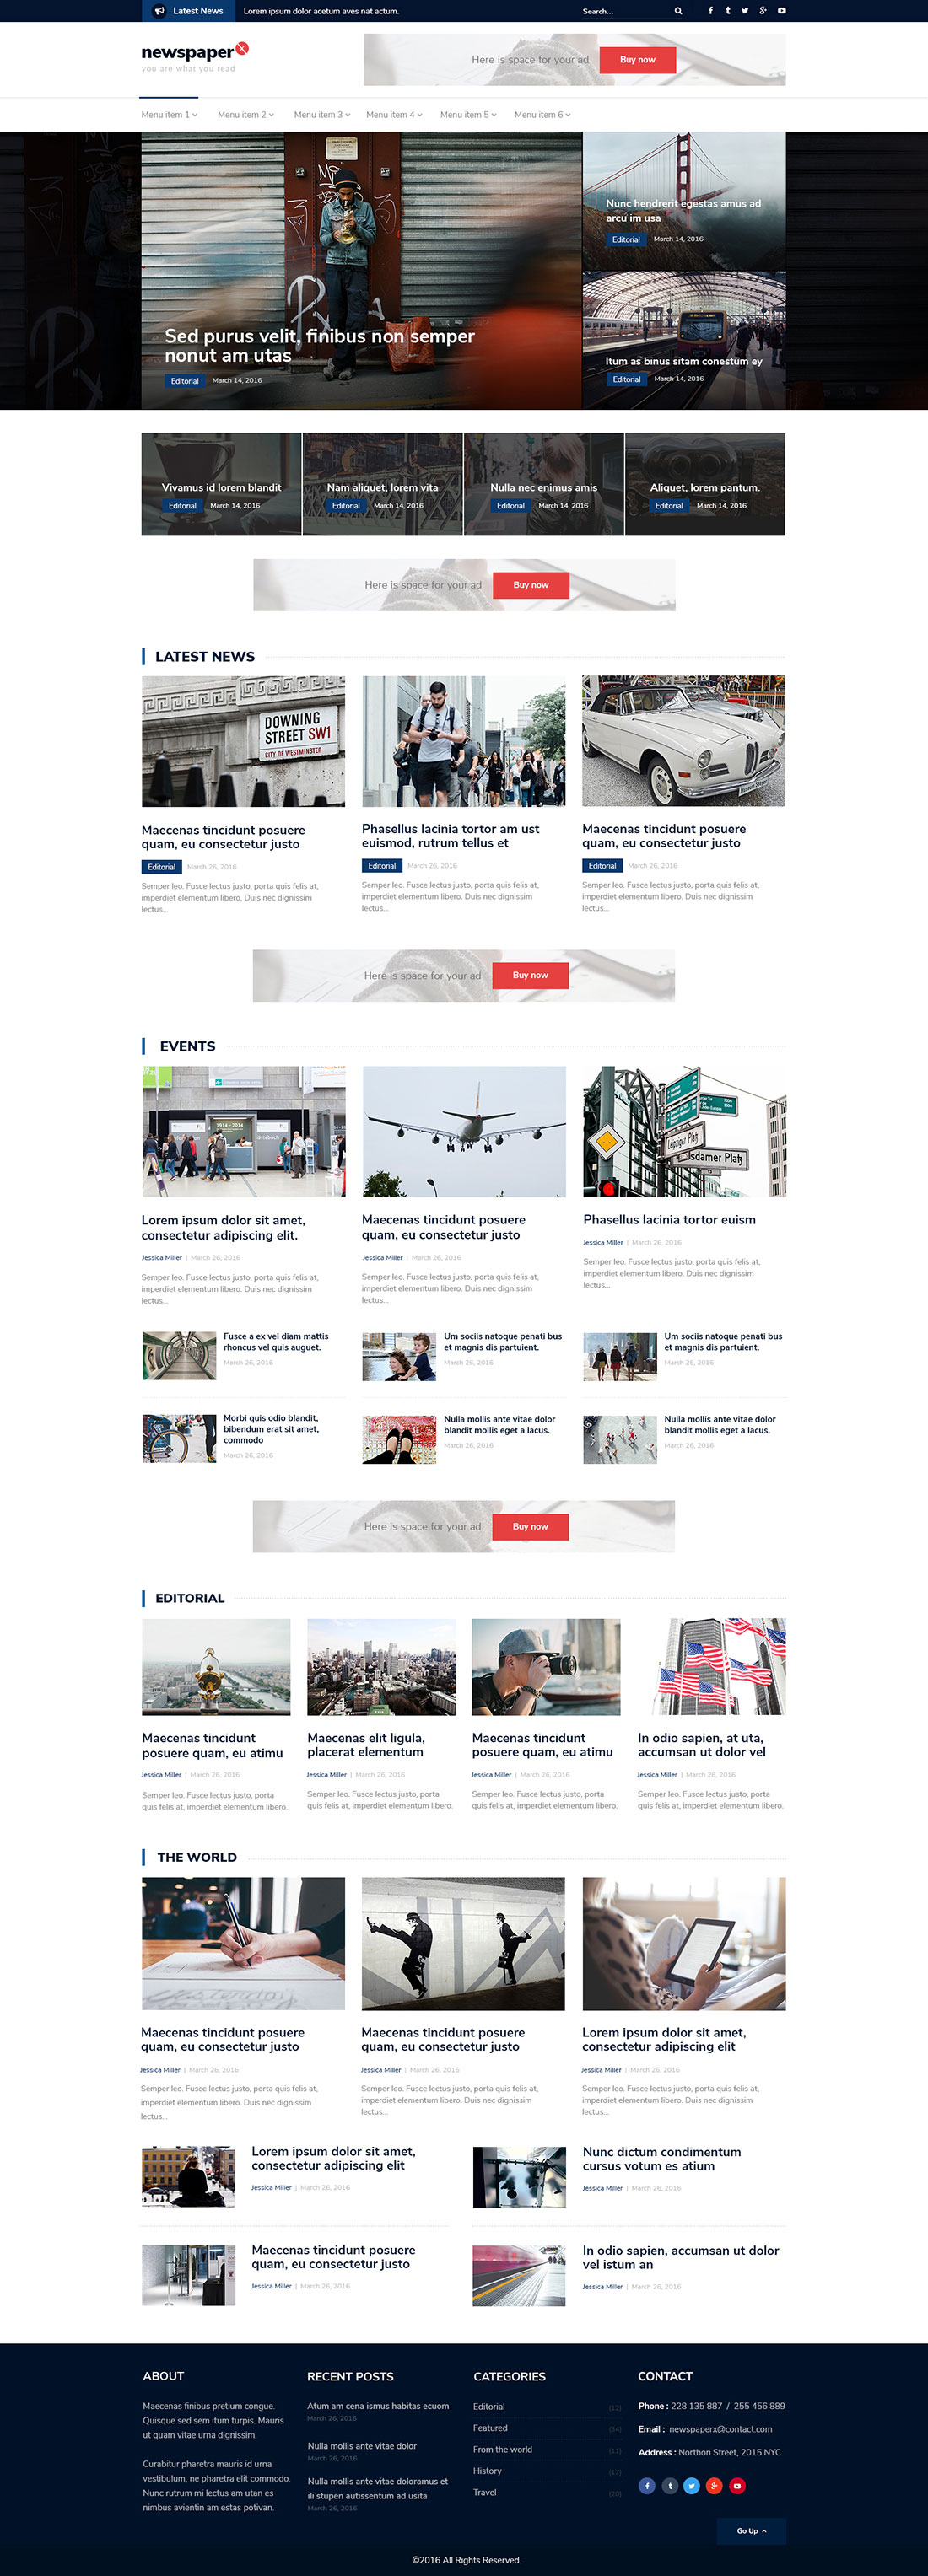 Latest News
Lorem ipsum dolor acetum aves nat actum.
Search...
newspaper X
you are what you read
Here is space for your ad
Buy now
Menu item 1
Menu item 2
Menu item 3
Menu item 4
Menu item 5
Menu item 6
Sed purus velit, finibus non semper
nonut am utas
Editorial
March 14, 2016
Nunc hendrerit egestas amus ad
arcu im usa
Editorial
March 14, 2016
Itum as binus sitam conestum ey
Editorial
March 14, 2016
Vivamus id lorem blandit
Editorial
March 14, 2016
Nam aliquet, lorem vita
Editorial
March 14, 2016
Nulla nec enimus amis
Editorial
March 14, 2016
Aliquet, lorem pantum.
Editorial
March 14, 2016
Here is space for your ad
Buy now
LATEST NEWS
DOWNING
STREET SW1
CITY OF WESTMINSTER
Maecenas tincidunt posuere
quam, eu consectetur justo
Editorial
March 26, 2016
Semper leo. Fusce lectus justo, porta quis felis at,
imperdiet elementum libero. Duis nec dignissim
lectus...
Phasellus lacinia tortor am ust
euismod, rutrum tellus et
Editorial
March 26, 2016
Semper leo. Fusce lectus justo, porta quis felis at,
imperdiet elementum libero. Duis nec dignissim
lectus...
Maecenas tincidunt posuere
quam, eu consectetur justo
Editorial
March 26, 2016
Semper leo. Fusce lectus justo, porta quis felis at,
imperdiet elementum libero. Duis nec dignissim
lectus...
Here is space for your ad
Buy now
EVENTS
1914-2014
Leipziger Platz
sdamer Platz
Lorem ipsum dolor sit amet,
consectetur adipiscing elit.
Jessica Miller | March 26, 2016
Semper leo. Fusce lectus justo, porta quis felis at,
imperdiet elementum libero. Duis nec dignissim
lectus...
Maecenas tincidunt posuere
quam, eu consectetur justo
Jessica Miller | March 26, 2016
Semper leo. Fusce lectus justo, porta quis felis at,
imperdiet elementum libero. Duis nec dignissim
lectus...
Phasellus lacinia tortor euism
Jessica Miller | March 26, 2016
Semper leo. Fusce lectus justo, porta quis felis at,
imperdiet elementum libero. Duis nec dignissim
lectus...
Fusce a ex vel diam mattis
rhoncus vel quis auguet.
March 26, 2016
Um sociis natoque penati bus
et magnis dis partuient.
March 26, 2016
Um sociis natoque penati bus
et magnis dis partuient.
March 26, 2016
Morbi quis odio blandit,
bibendum erat sit amet,
commodo
March 26, 2016
Nulla mollis ante vitae dolor
blandit mollis eget a lacus.
March 26, 2016
Nulla mollis ante vitae dolor
blandit mollis eget a lacus.
March 26, 2016
Here is space for your ad
Buy now
EDITORIAL
Maecenas tincidunt
posuere quam, eu atimu
Jessica Miller | March 26, 2016
Semper leo. Fusce lectus justo, porta
quis felis at, imperdiet elementum libero.
Maecenas elit ligula,
placerat elementum
Jessica Miller | March 26, 2016
Semper leo. Fusce lectus justo, porta
quis felis at, imperdiet elementum libero.
Maecenas tincidunt
posuere quam, eu atimu
Jessica Miller | March 26, 2016
Semper leo. Fusce lectus justo, porta
quis felis at, imperdiet elementum libero.
In odio sapien, at uta,
accumsan ut dolor vel
Jessica Miller | March 26, 2016
Semper leo. Fusce lectus justo, porta
quis felis at, imperdiet elementum libero.
THE WORLD
Maecenas tincidunt posuere
quam, eu consectetur justo
Jessica Miller | March 26, 2016
Semper leo. Fusce lectus justo, porta quis felis at,
imperdiet elementum libero. Duis nec dignissim
lectus...
Maecenas tincidunt posuere
quam, eu consectetur justo
Jessica Miller | March 26, 2016
Semper leo. Fusce lectus justo, porta quis felis at,
imperdiet elementum libero. Duis nec dignissim
lectus...
Lorem ipsum dolor sit amet,
consectetur adipiscing elit
Jessica Miller | March 26, 2016
Semper leo. Fusce lectus justo, porta quis felis at,
imperdiet elementum libero. Duis nec dignissim
lectus...
Lorem ipsum dolor sit amet,
consectetur adipiscing elit
Jessica Miller | March 26, 2016
Nunc dictum condimentum
cursus votum es atium
Jessica Miller | March 26, 2016
Maecenas tincidunt posuere
quam, eu consectetur justo
Jessica Miller | March 26, 2016
In odio sapien, accumsan ut dolor
vel istum an
Jessica Miller | March 26, 2016
ABOUT
Maecenas finibus pretium congue.
Quisque sed sem itum turpis. Mauris
ut quam vitae urna dignissim.
Curabitur pharetra mauris id urna
vestibulum, ne pharetra elit commodo.
Nunc rutrum mi lectus am utan es
nimbus avientin am estas potivan.
RECENT POSTS
Atum am cena ismus habitas ecuom
March 26, 2016
Nulla mollis ante vitae dolor
March 26, 2016
Nulla mollis ante vitae doloramus et
ili stupen autissentum ad usita
March 26, 2016
CATEGORIES
Editorial (12)
Featured (34)
From the world (11)
History (17)
Travel (20)
CONTACT
Phone : 228 135 887 / 255 456 889
Email : newspaperx@contact.com
Address : Northon Street, 2015 NYC
Go Up
©2016 All Rights Reserved.